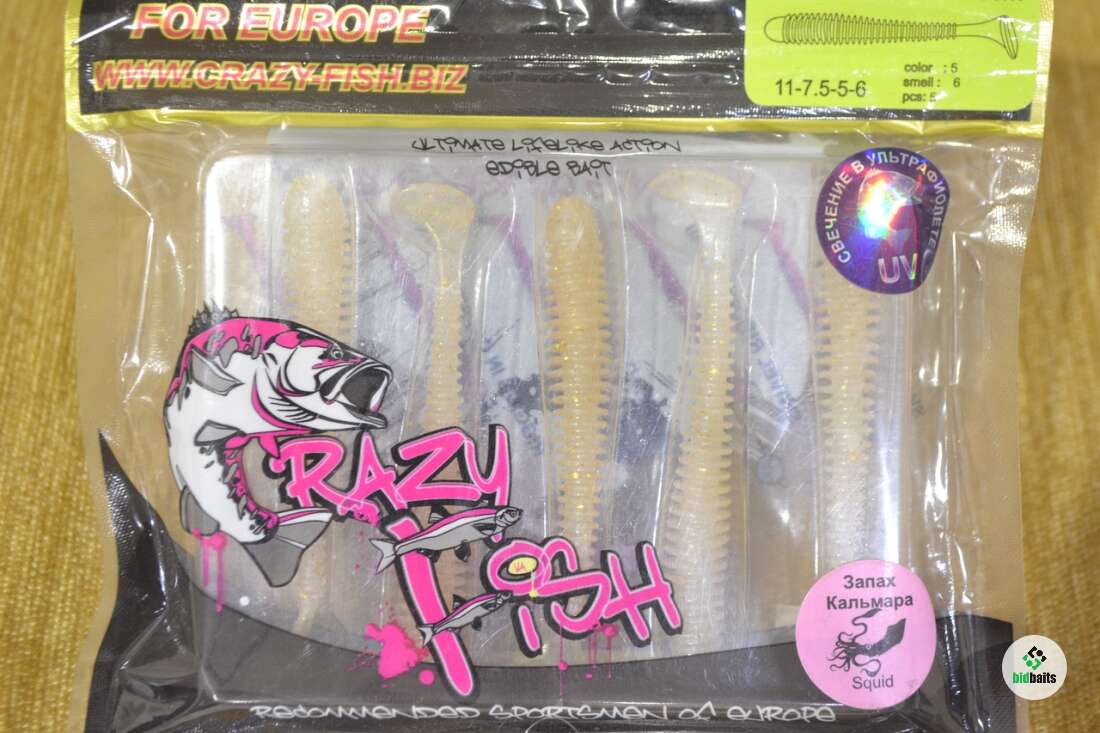 FOR EUROPE
WWW.CRAZY-FISH.BIZ
11-7.5-5-6
color : 5
smell : 6
pcs: 5
ULTIMATE LIFELIKE ACTION
EDIBLE BAIT
СВЕЧЕНИЕ В УЛЬТРАФИОЛЕТЕ
UV
CRAZY
FISH
Запах
Кальмара
Squid
RECOMMENDED SPORTSMEN OF EUROPE
bidbaits